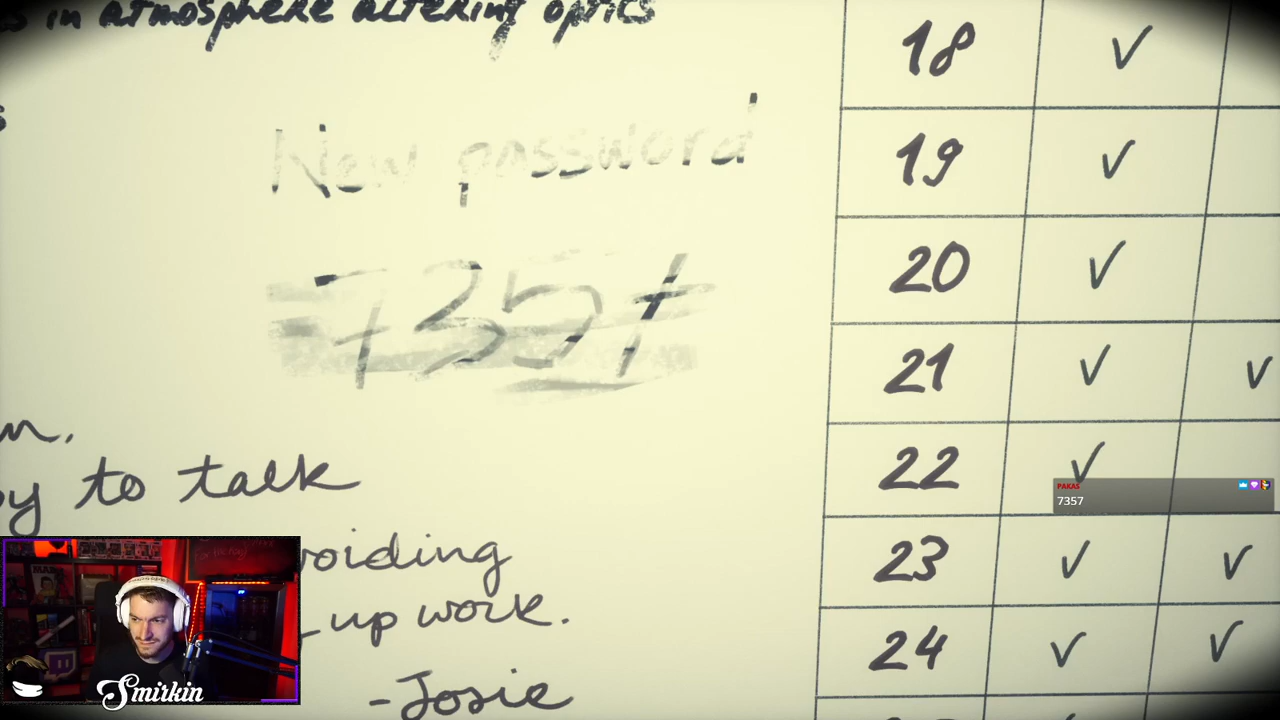 in atmosphere altering optics
New password
7357
to talk
up work.
-Josie
18 ✓
19 ✓
20 ✓
21 ✓ ✓
22 ✓
23 ✓ ✓
24 ✓ ✓
PAKAS
7357
Smirkin